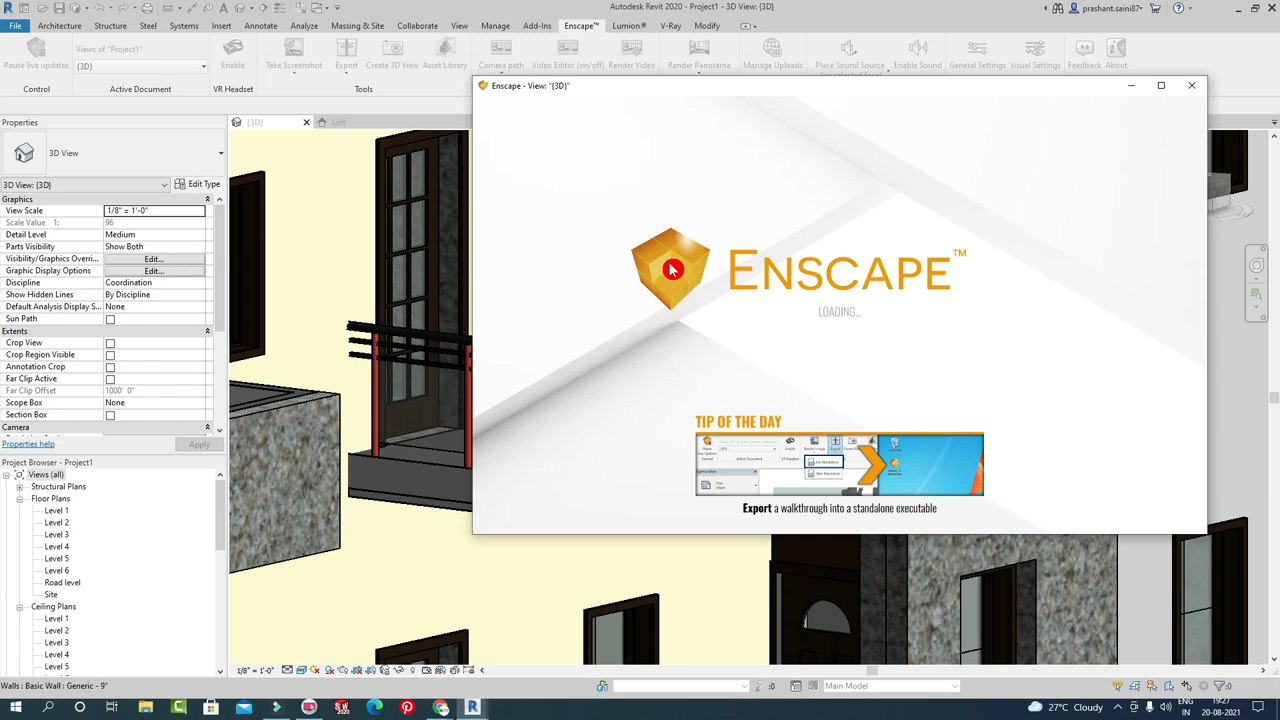 Autodesk Revit 2020 - Project1 - 3D View: {3D}
prashant.saini87
File Architecture Structure Steel Systems Insert Annotate Analyze Massing & Site Collaborate View Manage Add-Ins Enscape™ Lumion® V-Ray Modify
Pause live updates
Views of "Project1"
{3D}
Enable
Take Screenshot
Export
Create 3D View
Asset Library
Camera path
Video Editor (on/off)
Render Video
Render Panorama
Manage Uploads
Place Sound Source
Enable Sound
General Settings
Visual Settings
Feedback
About
Control Active Document VR Headset Tools
Enscape - View: "{3D}"
Properties
{3D}
Left
3D View
3D View: {3D}
Edit Type
Graphics
View Scale 1/8" = 1'-0"
Scale Value 1: 96
Detail Level Medium
Parts Visibility Show Both
Visibility/Graphics Overri... Edit...
Graphic Display Options Edit...
Discipline Coordination
Show Hidden Lines By Discipline
Default Analysis Display S... None
Sun Path
Extents
Crop View
Crop Region Visible
Annotation Crop
Far Clip Active
Far Clip Offset 1000' 0"
Scope Box None
Section Box
Camera
Properties help
Apply
Project Browser - Project1
Views (all)
Structural Plans
Floor Plans
Level 1
Level 2
Level 3
Level 4
Level 5
Level 6
Road level
Site
Ceiling Plans
Level 1
Level 2
Level 3
Level 4
Level 5
ENSCAPE™
LOADING...
TIP OF THE DAY
Export a walkthrough into a standalone executable
1/8" = 1'-0"
Walls : Basic Wall : Generic - 9"
:0
Main Model
:0
27°C Cloudy
ENG
IN
19:27
20-08-2021